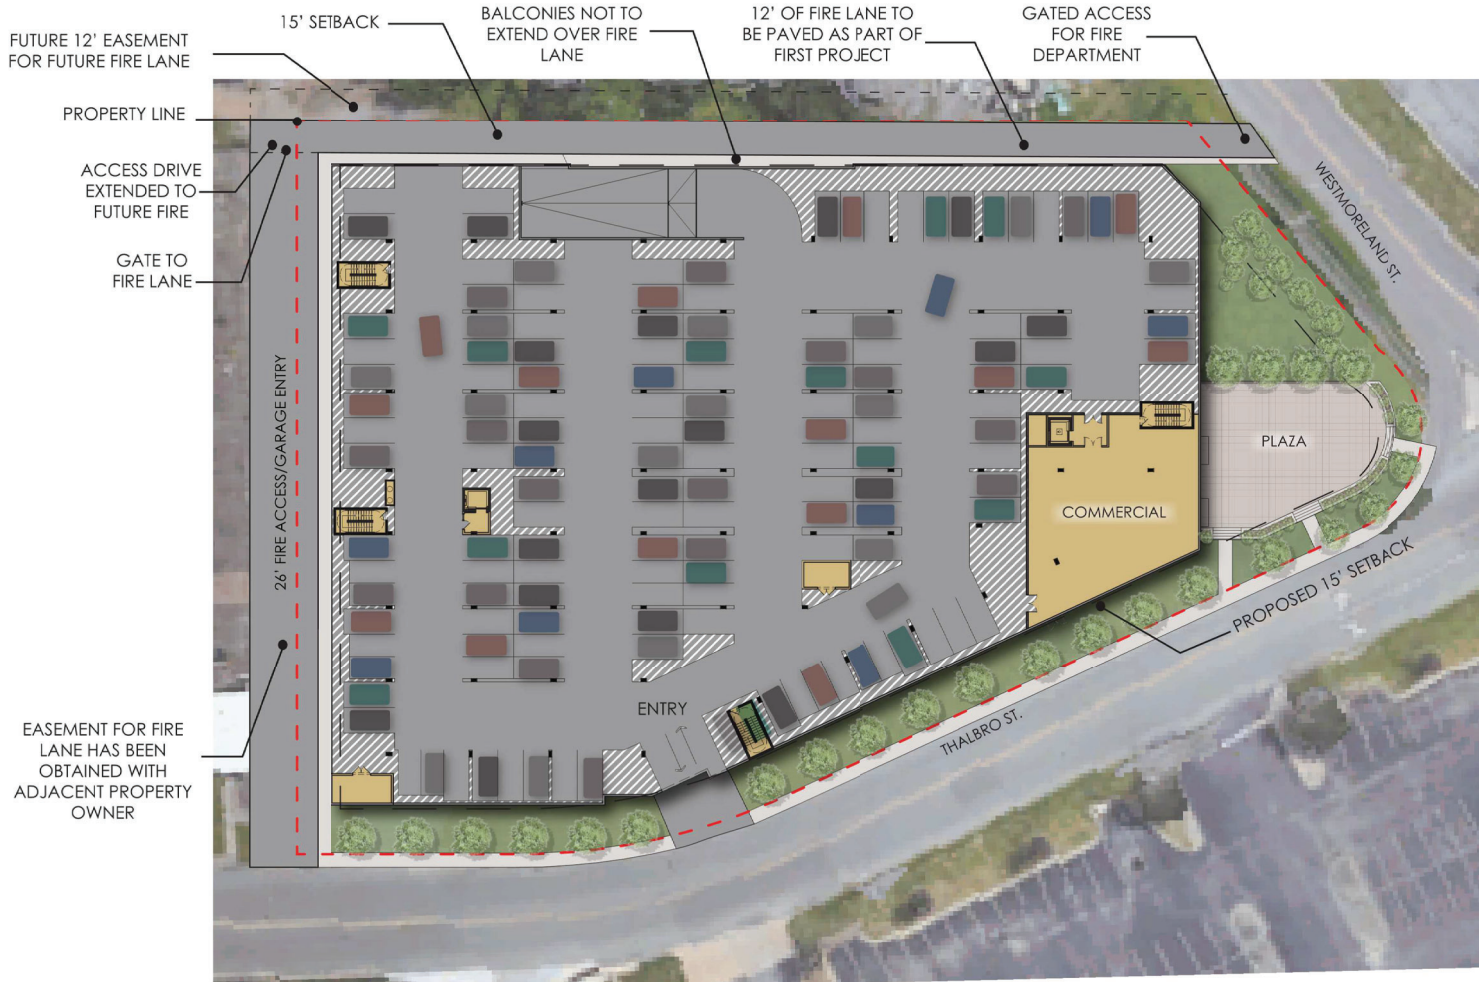 FUTURE 12' EASEMENT
FOR FUTURE FIRE LANE
15' SETBACK
BALCONIES NOT TO
EXTEND OVER FIRE
LANE
12' OF FIRE LANE TO
BE PAVED AS PART OF
FIRST PROJECT
GATED ACCESS
FOR FIRE
DEPARTMENT
PROPERTY LINE
ACCESS DRIVE
EXTENDED TO
FUTURE FIRE
GATE TO
FIRE LANE
26' FIRE ACCESS/GARAGE ENTRY
WESTMORELAND ST.
PLAZA
COMMERCIAL
PROPOSED 15' SETBACK
ENTRY
THALBRO ST.
EASEMENT FOR FIRE
LANE HAS BEEN
OBTAINED WITH
ADJACENT PROPERTY
OWNER